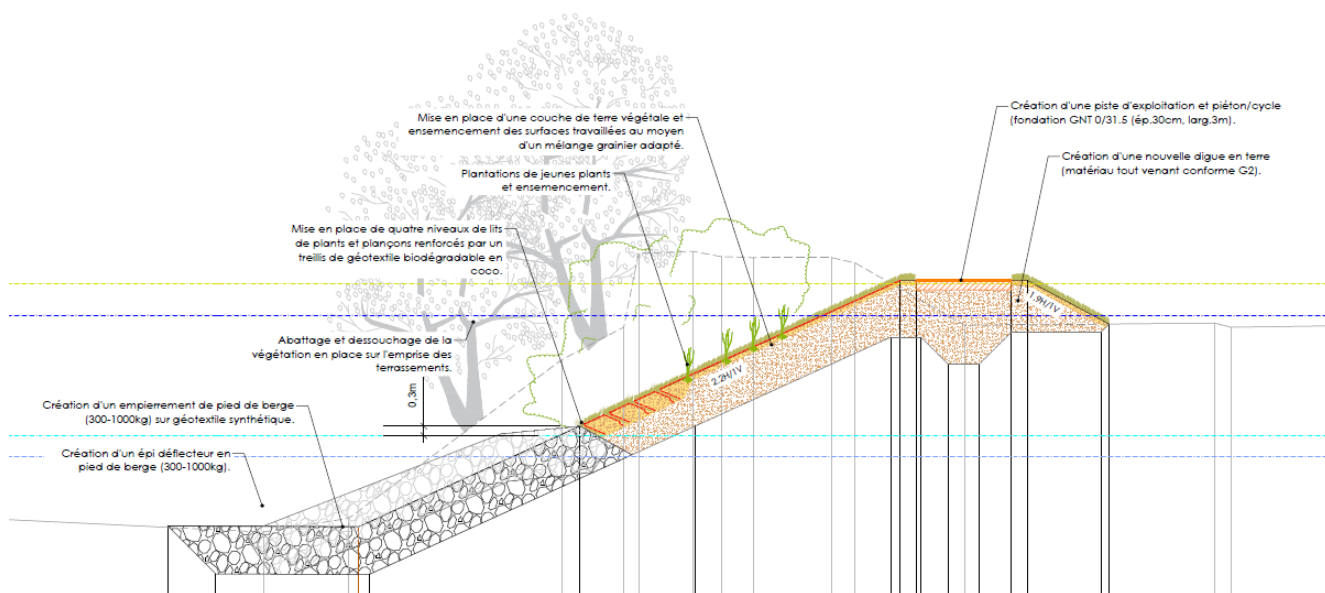 Mise en place d'une couche de terre végétale et
ensemencement des surfaces travaillées au moyen
d'un mélange grainier adapté.
Plantations de jeunes plants
et ensemencement.
Mise en place de quatre niveaux de lits
de plants et plançons renforcés par un
treillis de géotextile biodégradable en
coco.
Abattage et dessouchage de la
végétation en place sur l'emprise des
terrassements.
0,3m
Création d'un empierrement de pied de berge
(300-1000kg) sur géotextile synthétique.
Création d'un épi déflecteur en
pied de berge (300-1000kg).
2.2H/1V
Création d'une piste d'exploitation et piéton/cycle
(fondation GNT 0/31.5 (ép.30cm, larg.3m).
Création d'une nouvelle digue en terre
(matériau tout venant conforme G2).
1.9H/1V